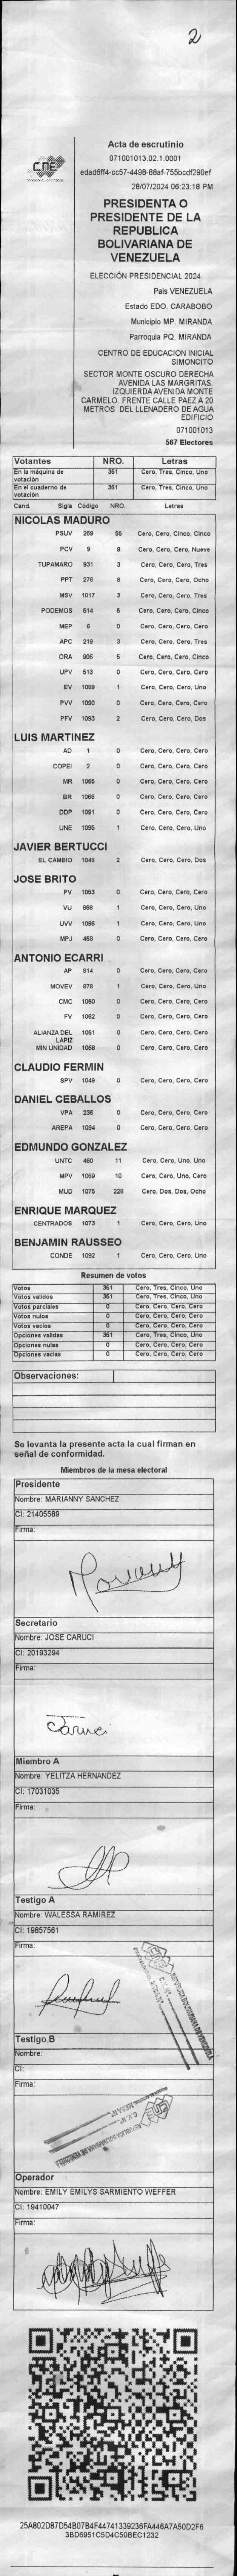 2
CNE
Acta de escrutinio
071001013.02.1.0001
edad6ff4-cc57-4498-88af-755bcdf290ef
28/07/2024 06:23:18 PM
PRESIDENTA O
PRESIDENTE DE LA
REPUBLICA
BOLIVARIANA DE
VENEZUELA
ELECCIÓN PRESIDENCIAL 2024
Pais VENEZUELA
Estado EDO. CARABOBO
Municipio MP. MIRANDA
Parroquia PQ. MIRANDA
CENTRO DE EDUCACION INICIAL
SIMONCITO
SECTOR MONTE OSCURO DERECHA
AVENIDA LAS MARGRITAS.
IZQUIERDA AVENIDA MONTE
CARMELO. FRENTE CALLE PAEZ A 20
METROS DEL LLENADERO DE AGUA
EDIFICIO
071001013
567 Electores
Votantes NRO. Letras
En la máquina de votación 351 Cero, Tres, Cinco, Uno
En el cuaderno de votación 351 Cero, Tres, Cinco, Uno
Cand. Sigla Código NRO. Letras
NICOLAS MADURO
PSUV 269 55 Cero, Cero, Cinco, Cinco
PCV 9 9 Cero, Cero, Cero, Nueve
TUPAMARO 931 3 Cero, Cero, Cero, Tres
PPT 276 8 Cero, Cero, Cero, Ocho
MSV 1017 3 Cero, Cero, Cero, Tres
PODEMOS 514 5 Cero, Cero, Cero, Cinco
MEP 6 0 Cero, Cero, Cero, Cero
APC 219 3 Cero, Cero, Cero, Tres
ORA 906 5 Cero, Cero, Cero, Cinco
UPV 513 0 Cero, Cero, Cero, Cero
EV 1089 1 Cero, Cero, Cero, Uno
PVV 1090 0 Cero, Cero, Cero, Cero
PFV 1093 2 Cero, Cero, Cero, Dos
LUIS MARTINEZ
AD 1 0 Cero, Cero, Cero, Cero
COPEI 2 0 Cero, Cero, Cero, Cero
MR 1065 0 Cero, Cero, Cero, Cero
BR 1066 0 Cero, Cero, Cero, Cero
DDP 1091 0 Cero, Cero, Cero, Cero
UNE 1095 1 Cero, Cero, Cero, Uno
JAVIER BERTUCCI
EL CAMBIO 1048 2 Cero, Cero, Cero, Dos
JOSE BRITO
PV 1053 0 Cero, Cero, Cero, Cero
VU 968 1 Cero, Cero, Cero, Uno
UVV 1096 1 Cero, Cero, Cero, Uno
MPJ 458 0 Cero, Cero, Cero, Cero
ANTONIO ECARRI
AP 614 0 Cero, Cero, Cero, Cero
MOVEV 978 1 Cero, Cero, Cero, Uno
CMC 1060 0 Cero, Cero, Cero, Cero
FV 1062 0 Cero, Cero, Cero, Cero
ALIANZA DEL LAPIZ 1051 0 Cero, Cero, Cero, Cero
MIN UNIDAD 1068 0 Cero, Cero, Cero, Cero
CLAUDIO FERMIN
SPV 1049 0 Cero, Cero, Cero, Cero
DANIEL CEBALLOS
VPA 236 0 Cero, Cero, Cero, Cero
AREPA 1094 0 Cero, Cero, Cero, Cero
EDMUNDO GONZALEZ
UNTC 460 11 Cero, Cero, Uno, Uno
MPV 1069 10 Cero, Cero, Uno, Cero
MUD 1075 228 Cero, Dos, Dos, Ocho
ENRIQUE MARQUEZ
CENTRADOS 1073 1 Cero, Cero, Cero, Uno
BENJAMIN RAUSSEO
CONDE 1092 1 Cero, Cero, Cero, Uno
Resumen de votos
Votos 351 Cero, Tres, Cinco, Uno
Votos validos 351 Cero, Tres, Cinco, Uno
Votos parciales 0 Cero, Cero, Cero, Cero
Votos nulos 0 Cero, Cero, Cero, Cero
Votos vacios 0 Cero, Cero, Cero, Cero
Opciones validas 351 Cero, Tres, Cinco, Uno
Opciones nulas 0 Cero, Cero, Cero, Cero
Opciones vacias 0 Cero, Cero, Cero, Cero
Observaciones:
Se levanta la presente acta la cual firman en
señal de conformidad.
Miembros de la mesa electoral
Presidente
Nombre: MARIANNY SANCHEZ
CI: 21405589
Firma:
Secretario
Nombre: JOSE CARUCI
CI: 20193294
Firma:
Caruci
Miembro A
Nombre: YELITZA HERNANDEZ
CI: 17031035
Firma:
Testigo A
Nombre: WALESSA RAMIREZ
CI: 19857561
Firma:
Testigo B
Nombre:
CI:
Firma:
Operador
Nombre: EMILY EMILYS SARMIENTO WEFFER
CI: 19410047
Firma:
25A802D87D54B07B4F44741339236FA446A7A50D2F6
3BD6951C5D4C50BEC1232